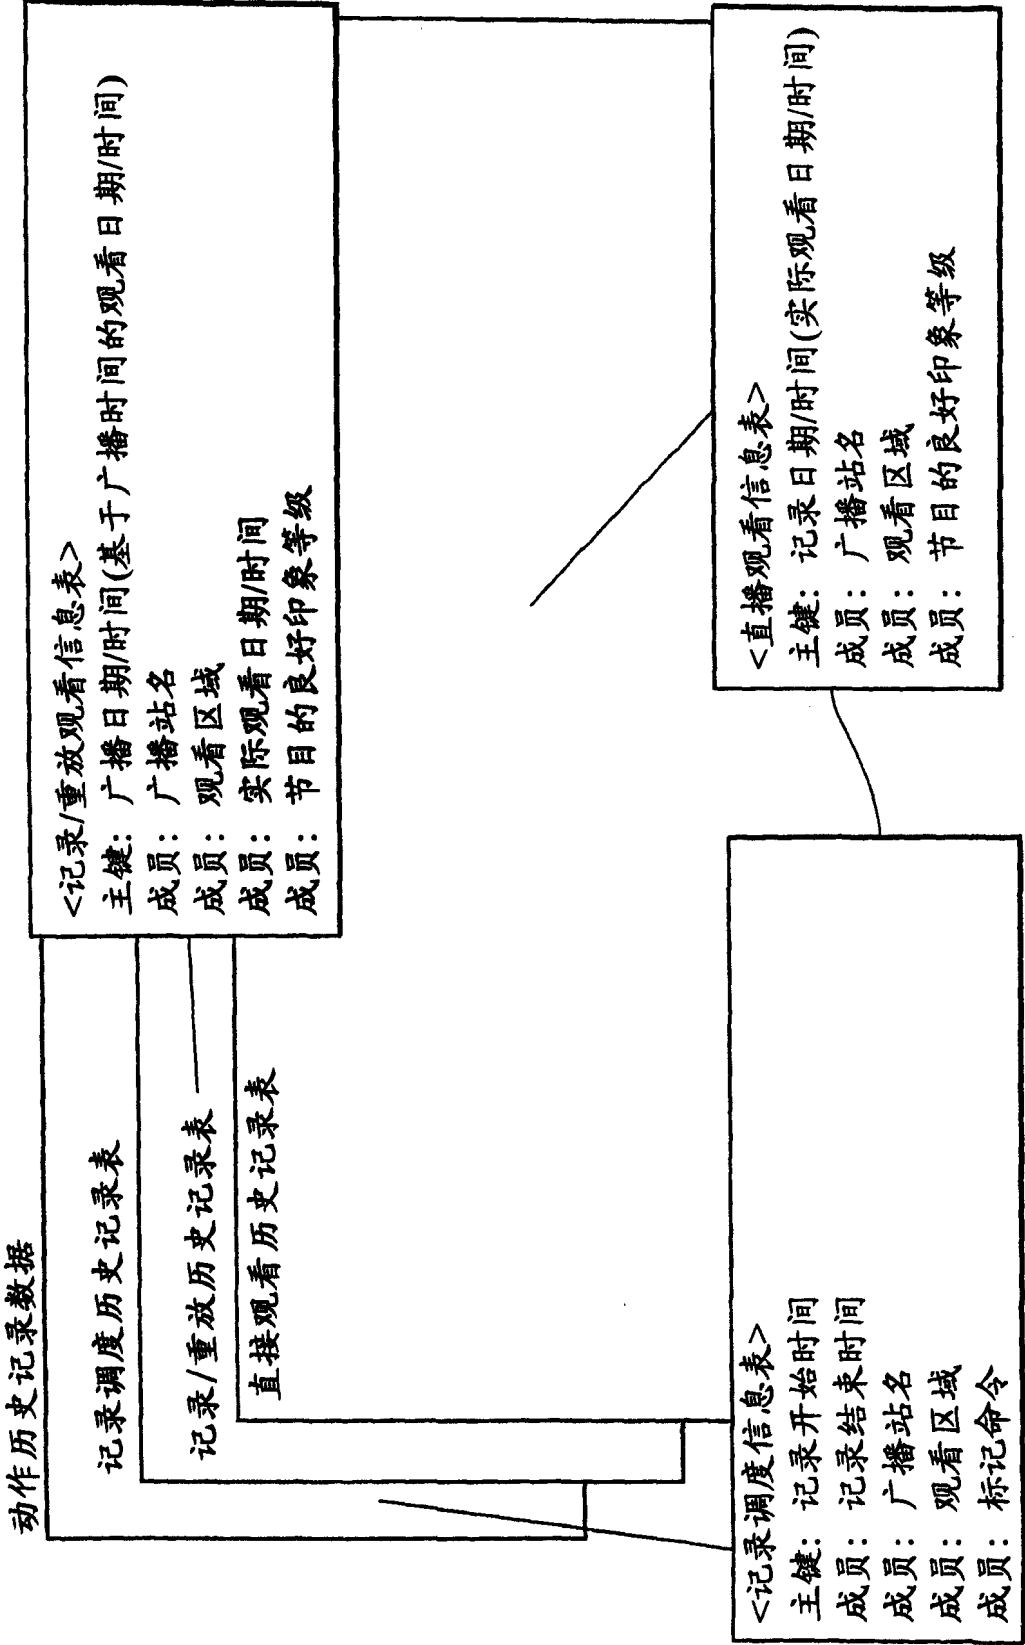 动作历史记录数据
记录调度历史记录表
记录/重放历史记录表
直接观看历史记录表
<记录/重放观看信息表>
主键: 广播日期/时间(基于广播时间的观看日期/时间)
成员: 广播站名
成员: 观看区域
成员: 实际观看日期/时间
成员: 节目的良好印象等级
<记录调度信息表>
主键: 记录开始时间
成员: 记录结束时间
成员: 广播站名
成员: 观看区域
成员: 标记命令
<直播观看信息表>
主键: 记录日期/时间(实际观看日期/时间)
成员: 广播站名
成员: 观看区域
成员: 节目的良好印象等级